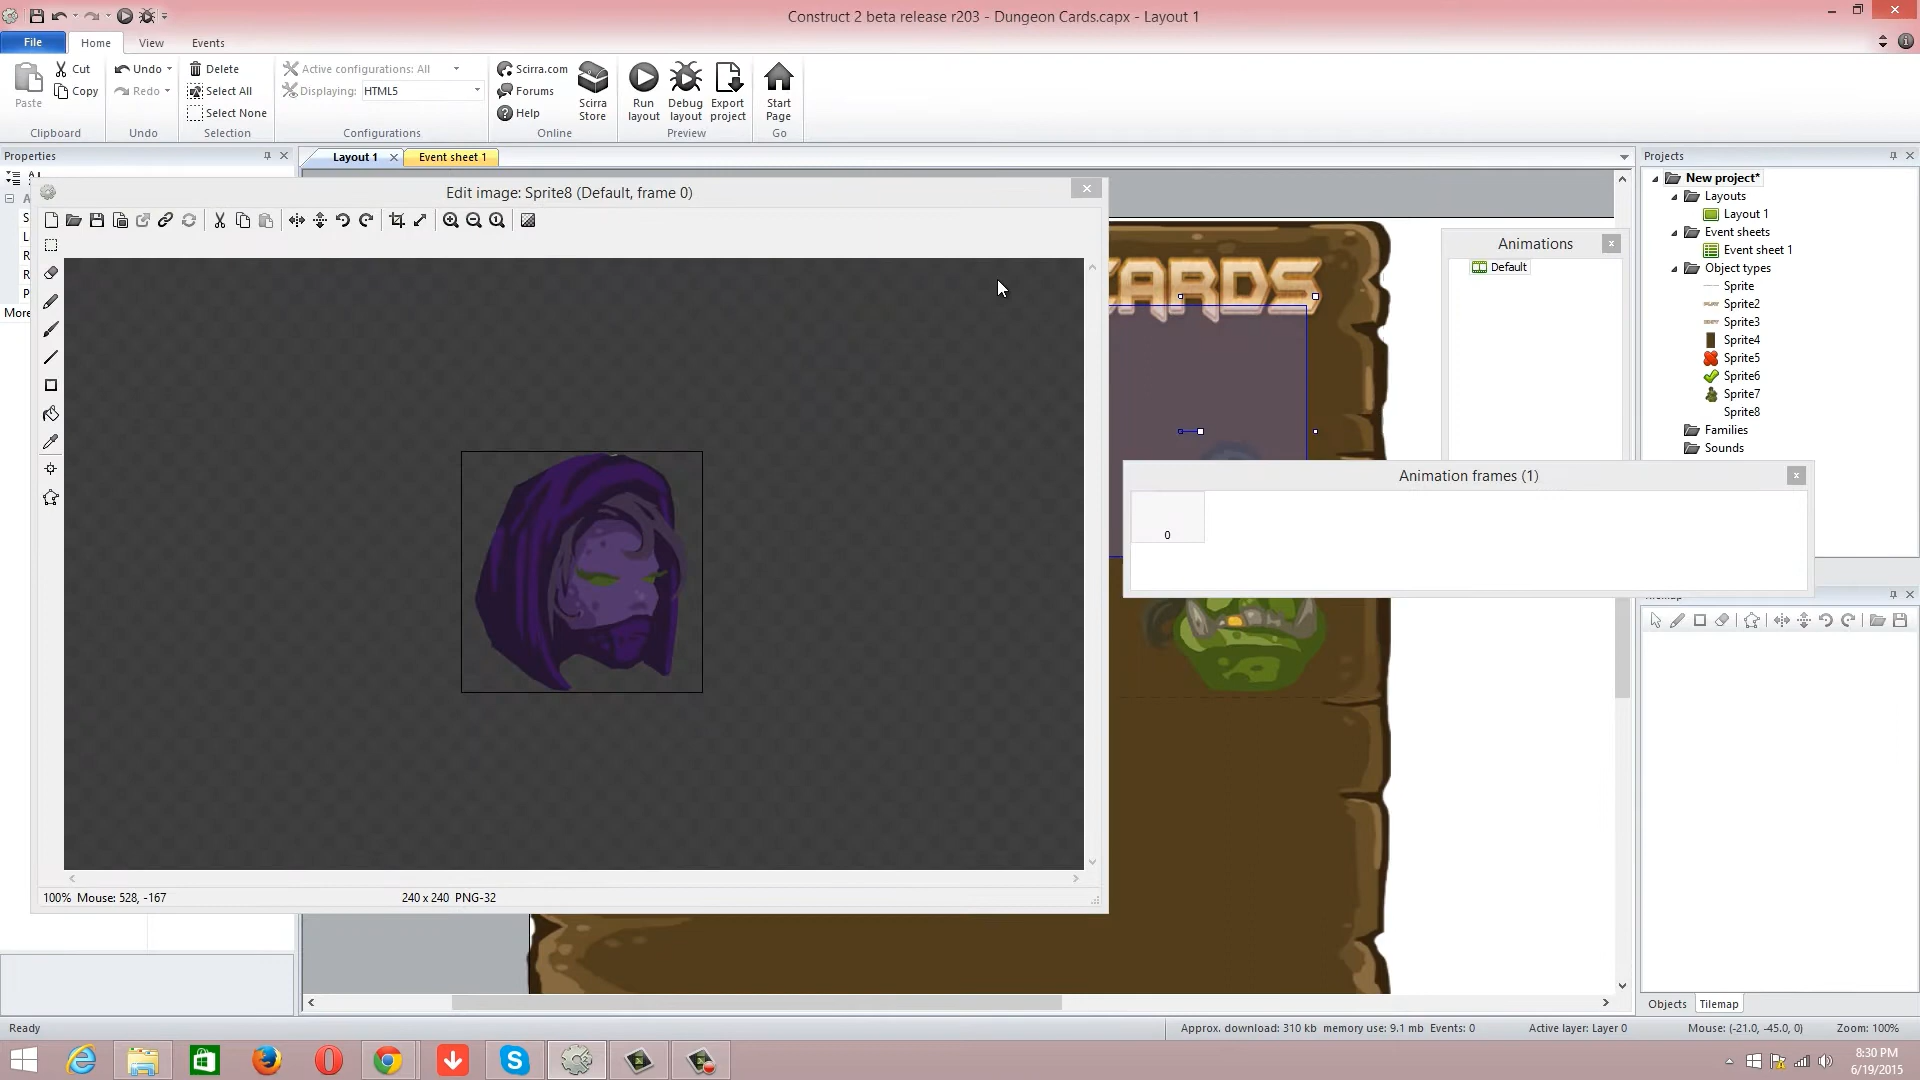 Construct 2 beta release r203 - Dungeon Cards.capx - Layout 1
File Home View Events
Paste
Cut
Copy
Clipboard
Undo
Redo
Undo
Delete
Select All
Select None
Selection
Active configurations: All
Displaying: HTML5
Configurations
Scirra.com
Forums
Help
Scirra
Store
Online
Run
layout
Debug
layout
Export
project
Preview
Start
Page
Go
Properties
More
Layout 1
Event sheet 1
Edit image: Sprite8 (Default, frame 0)
100% Mouse: 528, -167
240 x 240 PNG-32
CARDS
Animations
Default
Animation frames (1)
0
Projects
New project*
Layouts
Layout 1
Event sheets
Event sheet 1
Object types
Sprite
Sprite2
Sprite3
Sprite4
Sprite5
Sprite6
Sprite7
Sprite8
Families
Sounds
Objects
Tilemap
Ready
Approx. download: 310 kb memory use: 9.1 mb Events: 0
Active layer: Layer 0
Mouse: (-21.0, -45.0, 0)
Zoom: 100%
8:30 PM
6/19/2015